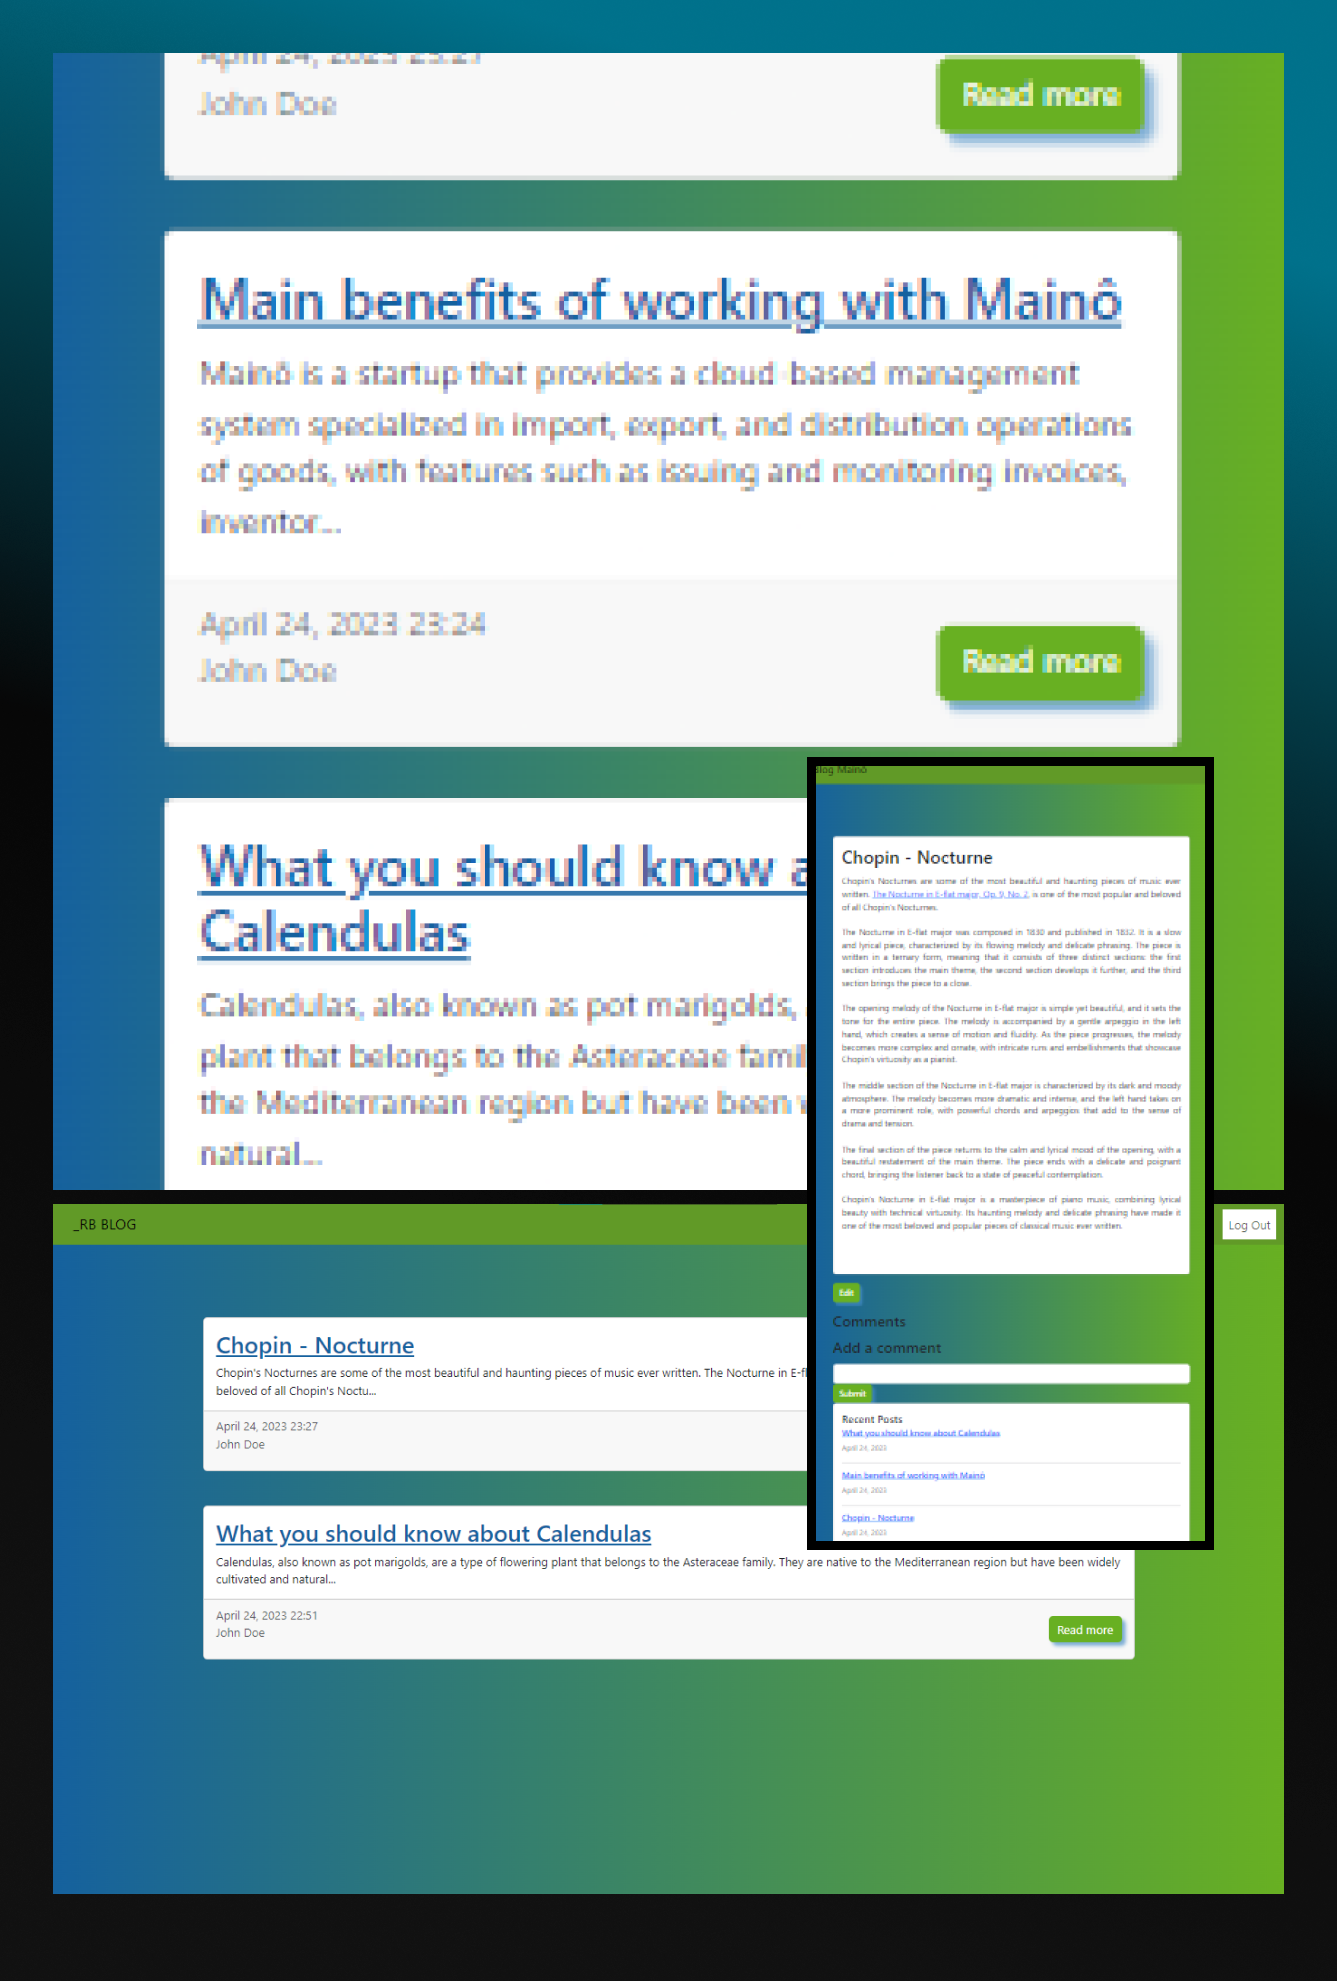 April 24, 2023 23:27
John Doe
Read more
Main benefits of working with Mainô
Mainô is a startup that provides a cloud-based management
system specialized in import, export, and distribution operations
of goods, with features such as issuing and monitoring invoices,
inventor...
April 24, 2023 23:24
John Doe
Read more
What you should know a
Calendulas
Calendulas, also known as pot marigolds,
plant that belongs to the Asteraceae famil
the Mediterranean region but have been
natural...
Blog Mainô
Chopin - Nocturne
Chopin's Nocturnes are some of the most beautiful and haunting pieces of music ever
written. The Nocturne in E-flat major, Op. 9, No. 2, is one of the most popular and beloved
of all Chopin's Nocturnes.
The Nocturne in E-flat major was composed in 1830 and published in 1832. It is a slow
and lyrical piece, characterized by its flowing melody and delicate phrasing. The piece is
written in a ternary form, meaning that it consists of three distinct sections: the first
section introduces the main theme, the second section develops it further, and the third
section brings the piece to a close.
The opening melody of the Nocturne in E-flat major is simple yet beautiful, and it sets the
tone for the entire piece. The melody is accompanied by a gentle arpeggio in the left
hand, which creates a sense of motion and fluidity. As the piece progresses, the melody
becomes more complex and ornate, with intricate runs and embellishments that showcase
Chopin's virtuosity as a pianist.
The middle section of the Nocturne in E-flat major is characterized by its dark and moody
atmosphere. The melody becomes more dramatic and intense, and the left hand takes on
a more prominent role, with powerful chords and arpeggios that add to the sense of
drama and tension.
The final section of the piece returns to the calm and lyrical mood of the opening, with a
beautiful restatement of the main theme. The piece ends with a delicate and poignant
chord, bringing the listener back to a state of peaceful contemplation.
Chopin's Nocturne in E-flat major is a masterpiece of piano music, combining lyrical
beauty with technical virtuosity. Its haunting melody and delicate phrasing have made it
one of the most beloved and popular pieces of classical music ever written.
Edit
Comments
Add a comment
Submit
Recent Posts
What you should know about Calendulas
April 24, 2023
Main benefits of working with Mainô
April 24, 2023
Chopin - Nocturne
April 24, 2023
_RB BLOG
Log Out
Chopin - Nocturne
Chopin's Nocturnes are some of the most beautiful and haunting pieces of music ever written. The Nocturne in E-fl
beloved of all Chopin's Noctu...
April 24, 2023 23:27
John Doe
What you should know about Calendulas
Calendulas, also known as pot marigolds, are a type of flowering plant that belongs to the Asteraceae family. They are native to the Mediterranean region but have been widely
cultivated and natural...
April 24, 2023 22:51
John Doe
Read more